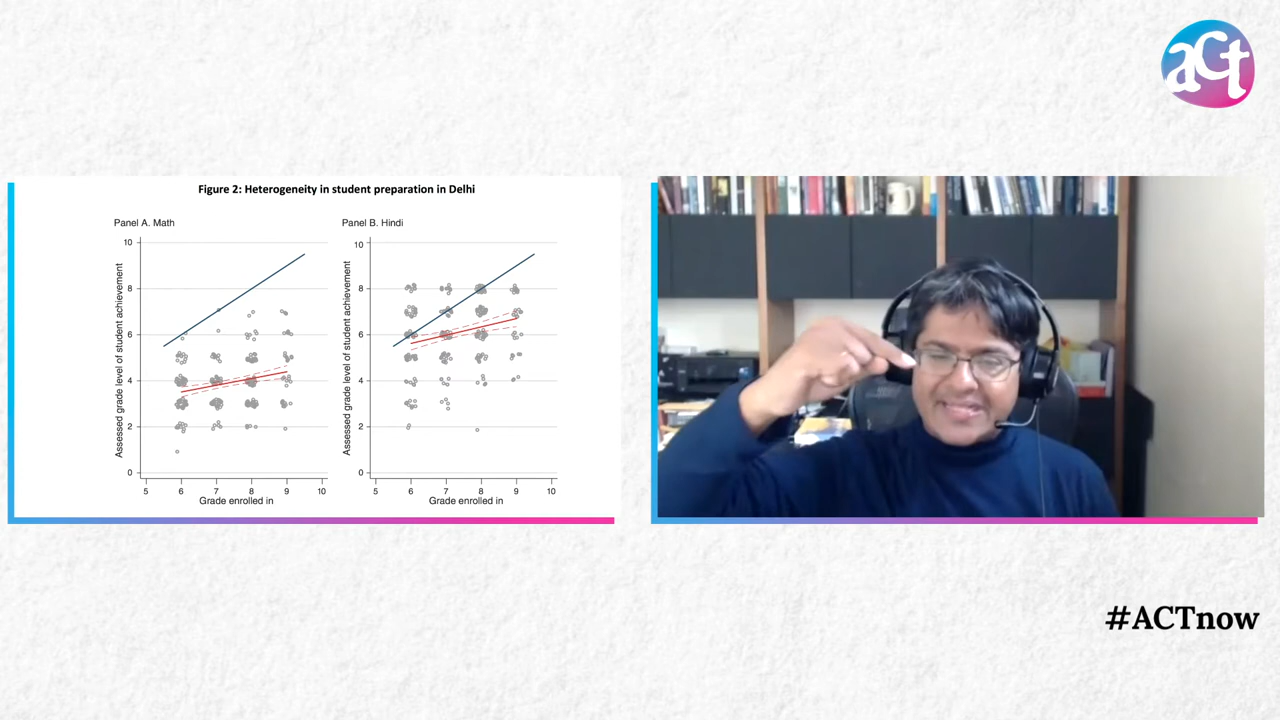 act
Figure 2: Heterogeneity in student preparation in Delhi
Panel A. Math
Assessed grade level of student achievement
10
8
6
4
2
0
5 6 7 8 9 10
Grade enrolled in
Panel B. Hindi
Assessed grade level of student achievement
10
8
6
4
2
0
5 6 7 8 9 10
Grade enrolled in
#ACTnow